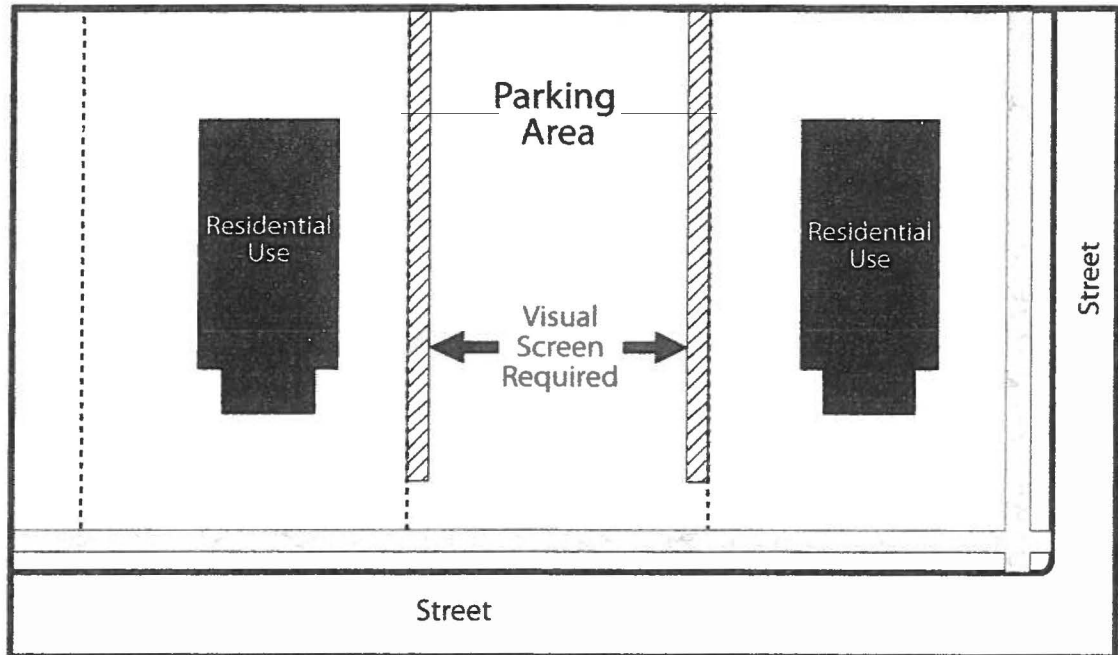 Parking
Area
Residential
Use
Residential
Use
Visual
Screen
Required
Street
Street